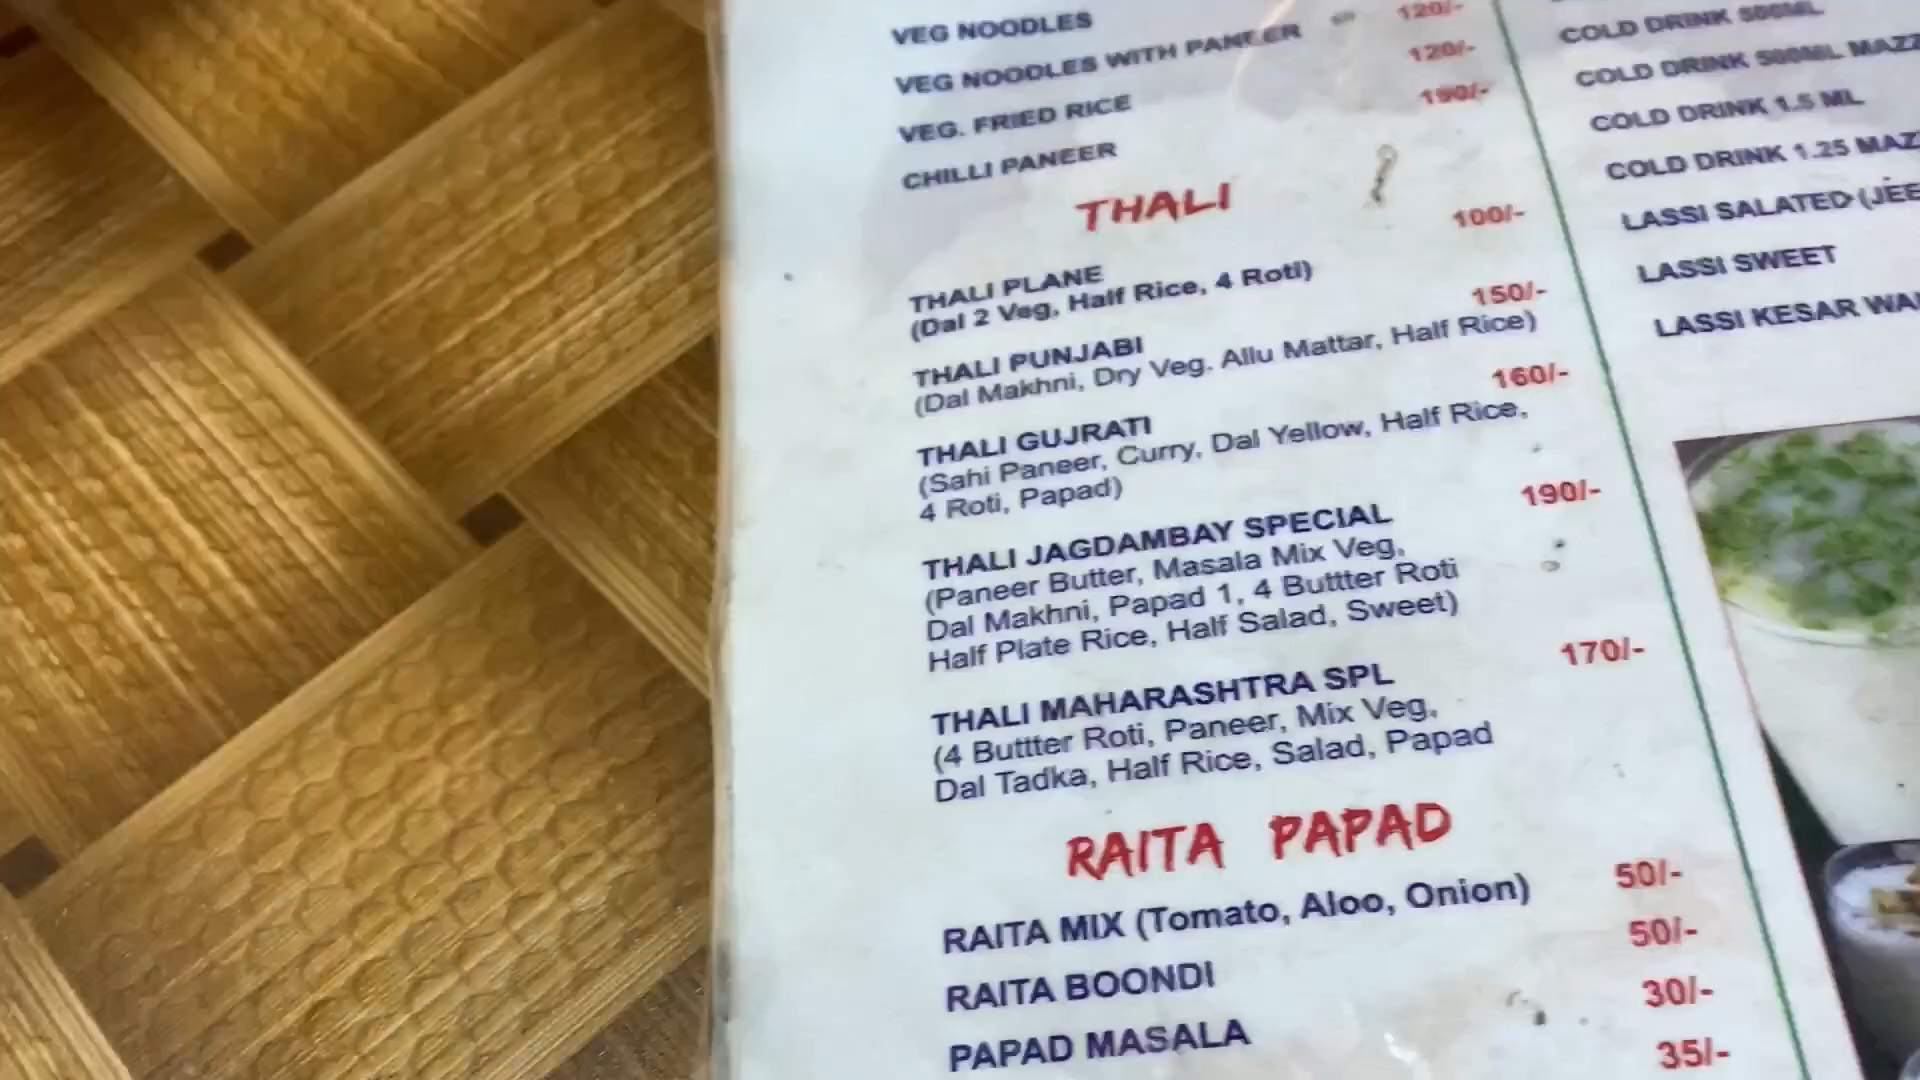 VEG NOODLES 120/-
VEG NOODLES WITH PANEER 120/-
VEG. FRIED RICE 190/-
CHILLI PANEER
THALI
THALI PLANE 100/-
(Dal 2 Veg, Half Rice, 4 Roti)
THALI PUNJABI 150/-
(Dal Makhni, Dry Veg. Allu Mattar, Half Rice)
THALI GUJRATI 160/-
(Sahi Paneer, Curry, Dal Yellow, Half Rice,
4 Roti, Papad)
THALI JAGDAMBAY SPECIAL 190/-
(Paneer Butter, Masala Mix Veg,
Dal Makhni, Papad 1, 4 Buttter Roti
Half Plate Rice, Half Salad, Sweet)
THALI MAHARASHTRA SPL 170/-
(4 Buttter Roti, Paneer, Mix Veg,
Dal Tadka, Half Rice, Salad, Papad
RAITA PAPAD
RAITA MIX (Tomato, Aloo, Onion) 50/-
RAITA BOONDI 50/-
PAPAD MASALA 30/-
35/-
COLD DRINK 500ML
COLD DRINK 500ML MAZZ
COLD DRINK 1.5 ML
COLD DRINK 1.25 MAZ
LASSI SALATED (JEE
LASSI SWEET
LASSI KESAR WA